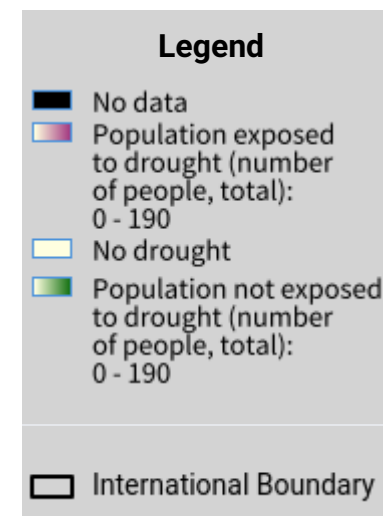 Legend
No data
Population exposed
to drought (number
of people, total):
0 - 190
No drought
Population not exposed
to drought (number
of people, total):
0 - 190
International Boundary